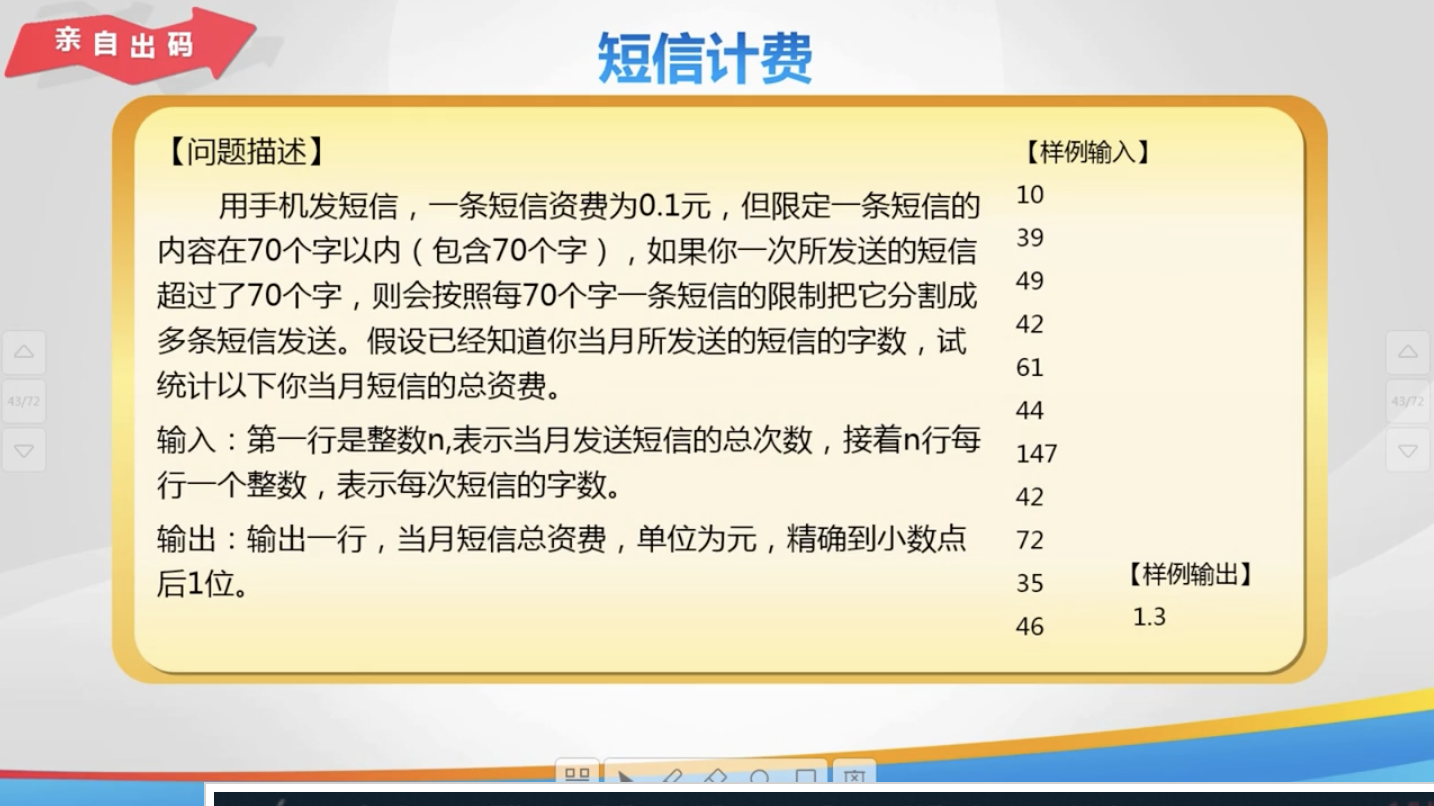 亲自出码
短信计费
【问题描述】
用手机发短信，一条短信资费为0.1元，但限定一条短信的
内容在70个字以内（包含70个字），如果你一次所发送的短信
超过了70个字，则会按照每70个字一条短信的限制把它分割成
多条短信发送。假设已经知道你当月所发送的短信的字数，试
统计以下你当月短信的总资费。
输入：第一行是整数n,表示当月发送短信的总次数，接着n行每
行一个整数，表示每次短信的字数。
输出：输出一行，当月短信总资费，单位为元，精确到小数点
后1位。
【样例输入】
10
39
49
42
61
44
147
42
72
35
46
【样例输出】
1.3
43/72
43/72